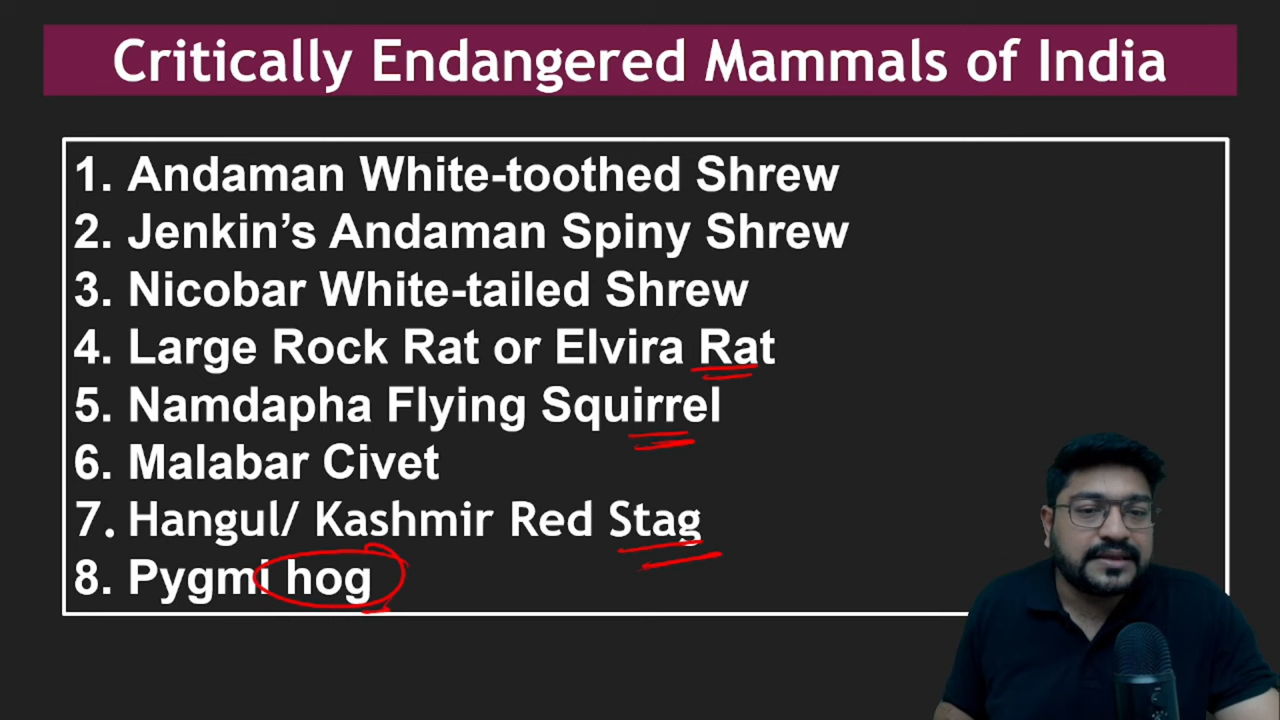 Critically Endangered Mammals of India
1. Andaman White-toothed Shrew
2. Jenkin’s Andaman Spiny Shrew
3. Nicobar White-tailed Shrew
4. Large Rock Rat or Elvira Rat
5. Namdapha Flying Squirrel
6. Malabar Civet
7. Hangul/ Kashmir Red Stag
8. Pygmi hog